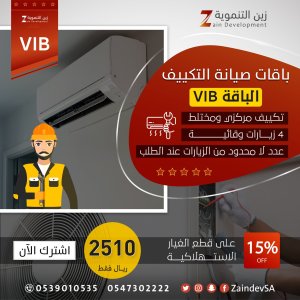 زين التنموية
Zain Development
VIB
باقات صيانة التكييف
الباقة VIB
تكييف مركزي ومختلط
4 زيارات وقائية
عدد لا محدود من الزيارات عند الطلب
15%
OFF
على قطع الغيار
الاستهلاكية
2510
ريال فقط
اشترك الآن
0539010535 0547302222 ZaindevSA